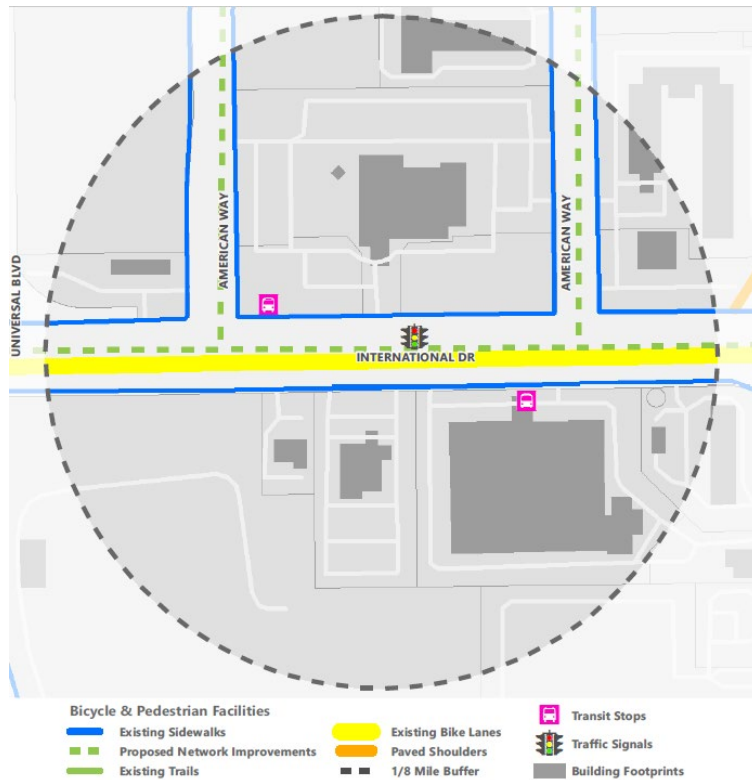 AMERICAN WAY
AMERICAN WAY
UNIVERSAL BLVD
INTERNATIONAL DR
Bicycle & Pedestrian Facilities
Existing Sidewalks
Proposed Network Improvements
Existing Trails
Existing Bike Lanes
Paved Shoulders
1/8 Mile Buffer
Transit Stops
Traffic Signals
Building Footprints